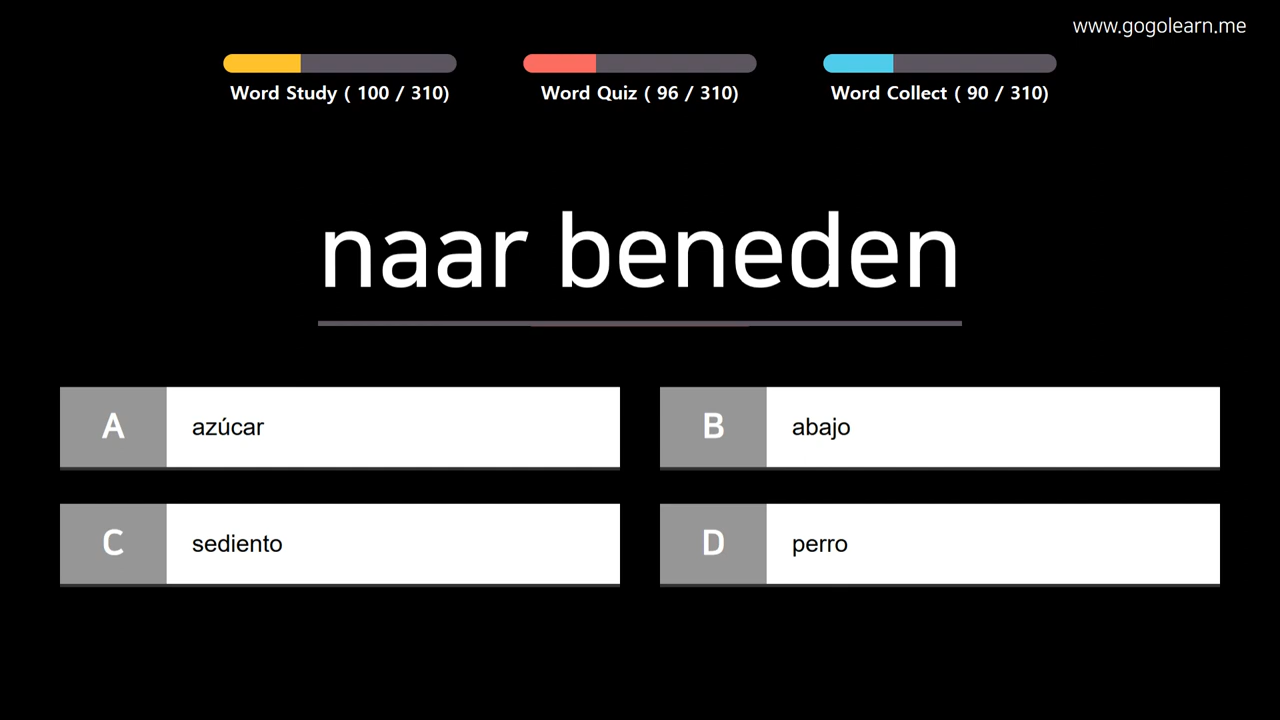 www.gogolearn.me
Word Study ( 100 / 310)
Word Quiz ( 96 / 310)
Word Collect ( 90 / 310)
naar beneden
A azúcar
B abajo
C sediento
D perro